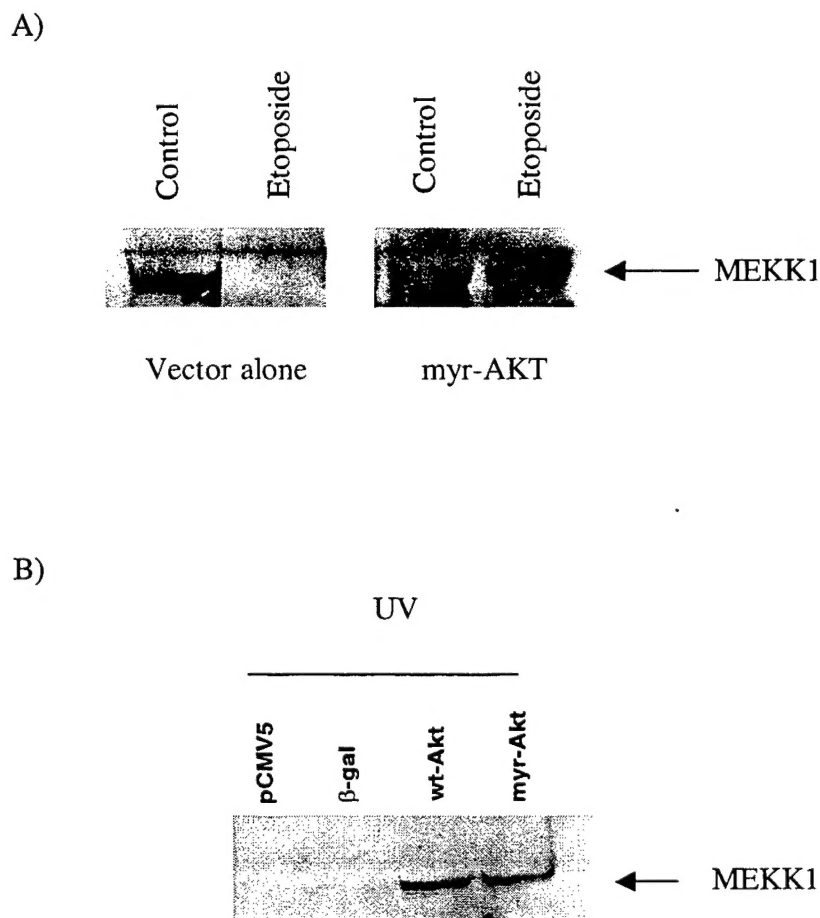 A)
Control
Etoposide
Control
Etoposide
MEKK1
Vector alone
myr-AKT
B)
UV
pCMV5
β-gal
wt-Akt
myr-Akt
MEKK1